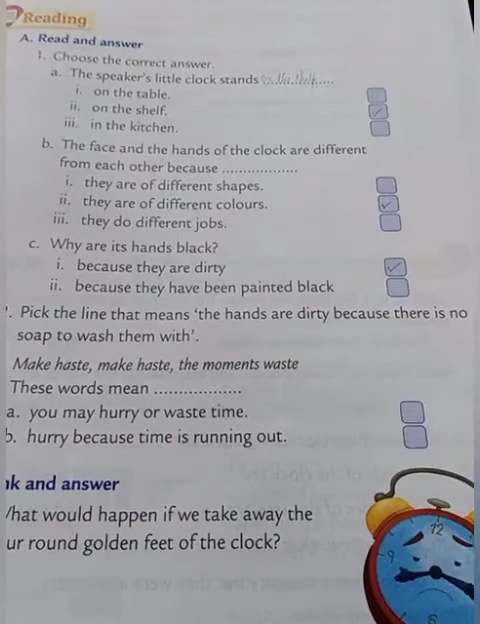 Reading
A. Read and answer
1. Choose the correct answer.
a. The speaker's little clock stands on the shelf.....
i. on the table.
ii. on the shelf.
iii. in the kitchen.
b. The face and the hands of the clock are different
from each other because ..................
i. they are of different shapes.
ii. they are of different colours.
iii. they do different jobs.
c. Why are its hands black?
i. because they are dirty
ii. because they have been painted black
. Pick the line that means 'the hands are dirty because there is no
soap to wash them with'.
Make haste, make haste, the moments waste
These words mean ..................
a. you may hurry or waste time.
b. hurry because time is running out.
nk and answer
hat would happen if we take away the
ur round golden feet of the clock?
12
9
6